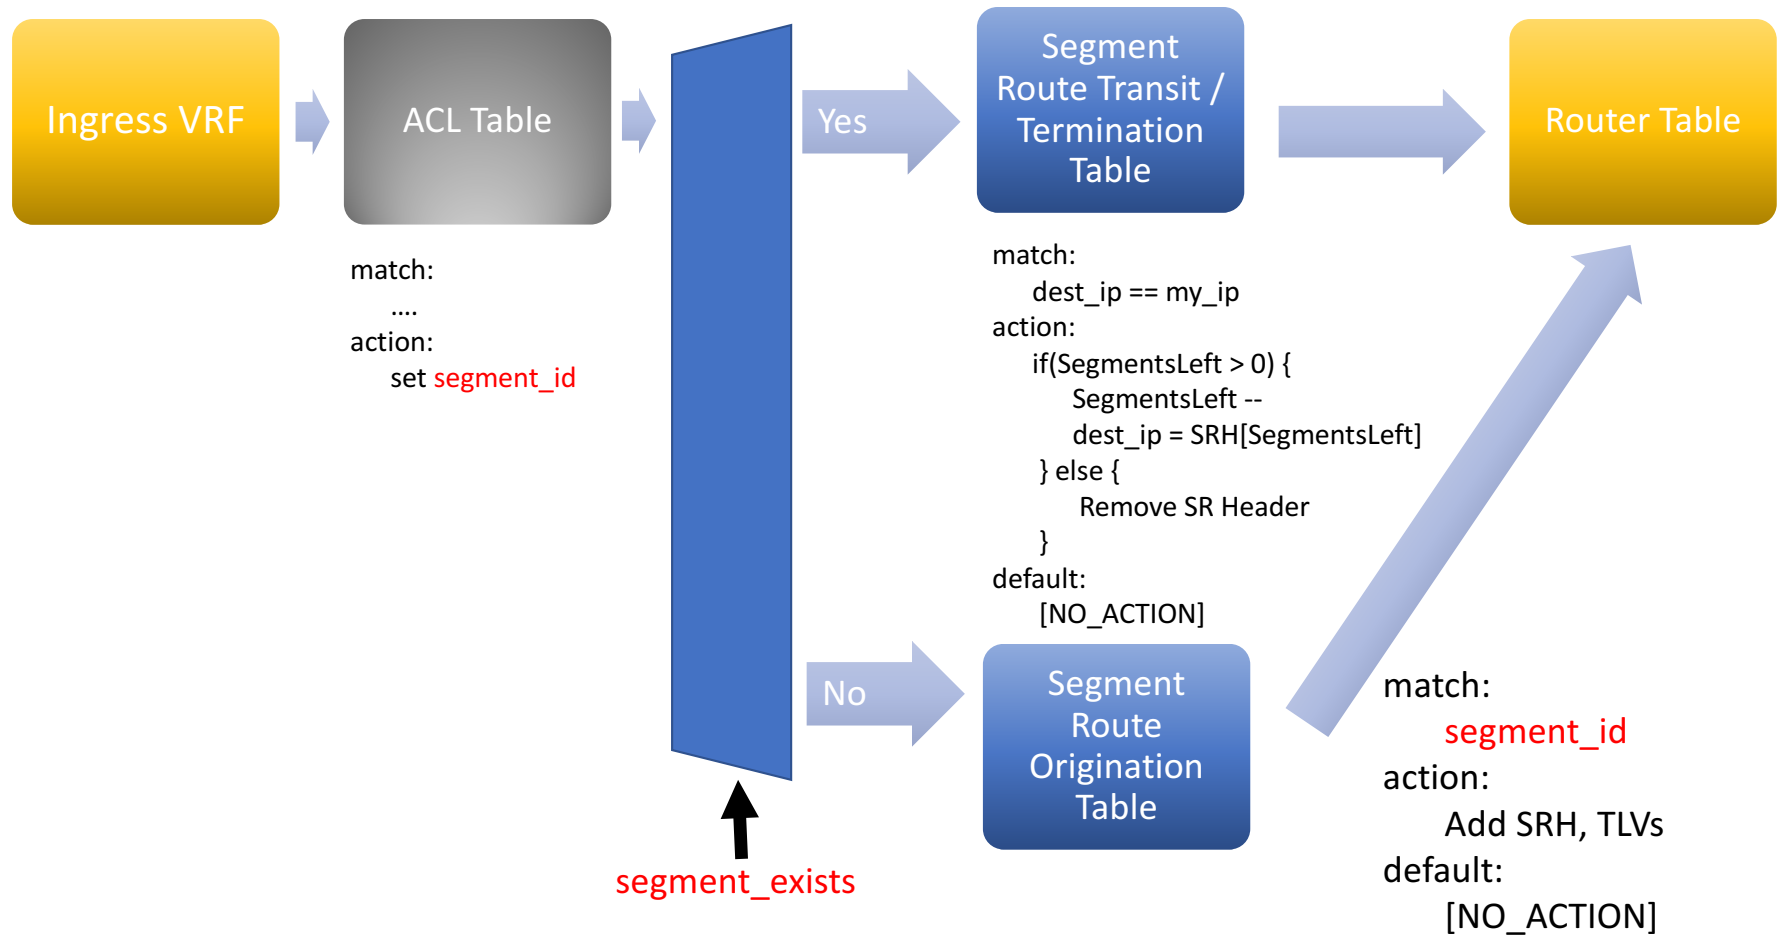 Ingress VRF
ACL Table
match:
....
action:
set segment_id
segment_exists
Yes
Segment
Route Transit /
Termination
Table
match:
dest_ip == my_ip
action:
if(SegmentsLeft > 0) {
SegmentsLeft --
dest_ip = SRH[SegmentsLeft]
} else {
Remove SR Header
}
default:
[NO_ACTION]
Router Table
No
Segment
Route
Origination
Table
match:
segment_id
action:
Add SRH, TLVs
default:
[NO_ACTION]